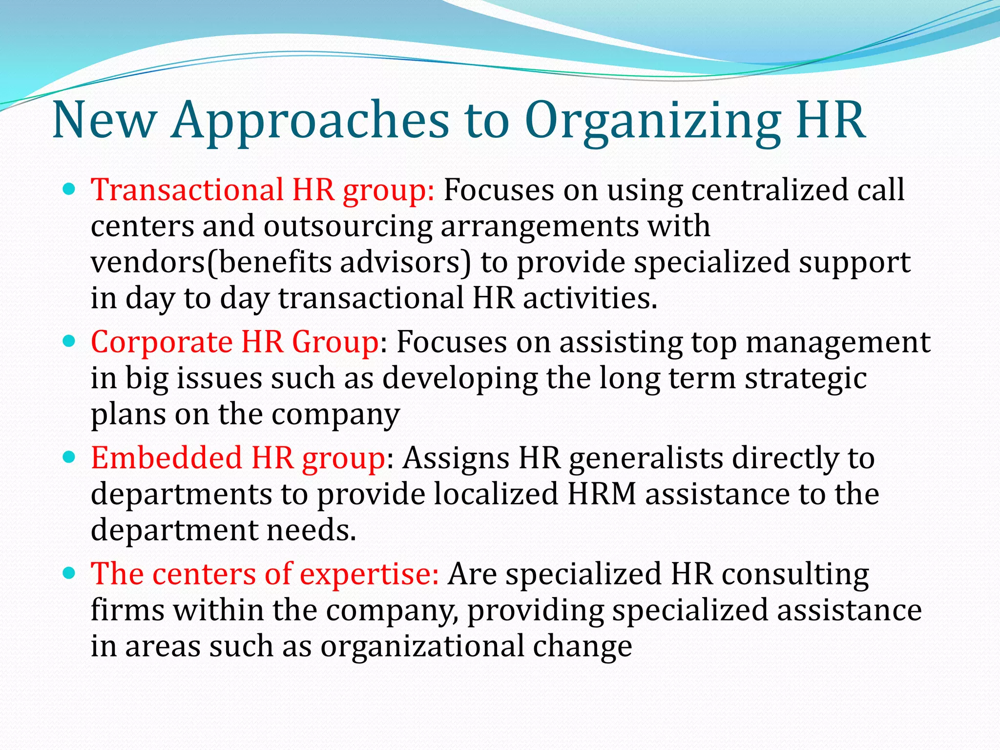 New Approaches to Organizing HR
• Transactional HR group: Focuses on using centralized call
centers and outsourcing arrangements with
vendors(benefits advisors) to provide specialized support
in day to day transactional HR activities.
• Corporate HR Group: Focuses on assisting top management
in big issues such as developing the long term strategic
plans on the company
• Embedded HR group: Assigns HR generalists directly to
departments to provide localized HRM assistance to the
department needs.
• The centers of expertise: Are specialized HR consulting
firms within the company, providing specialized assistance
in areas such as organizational change